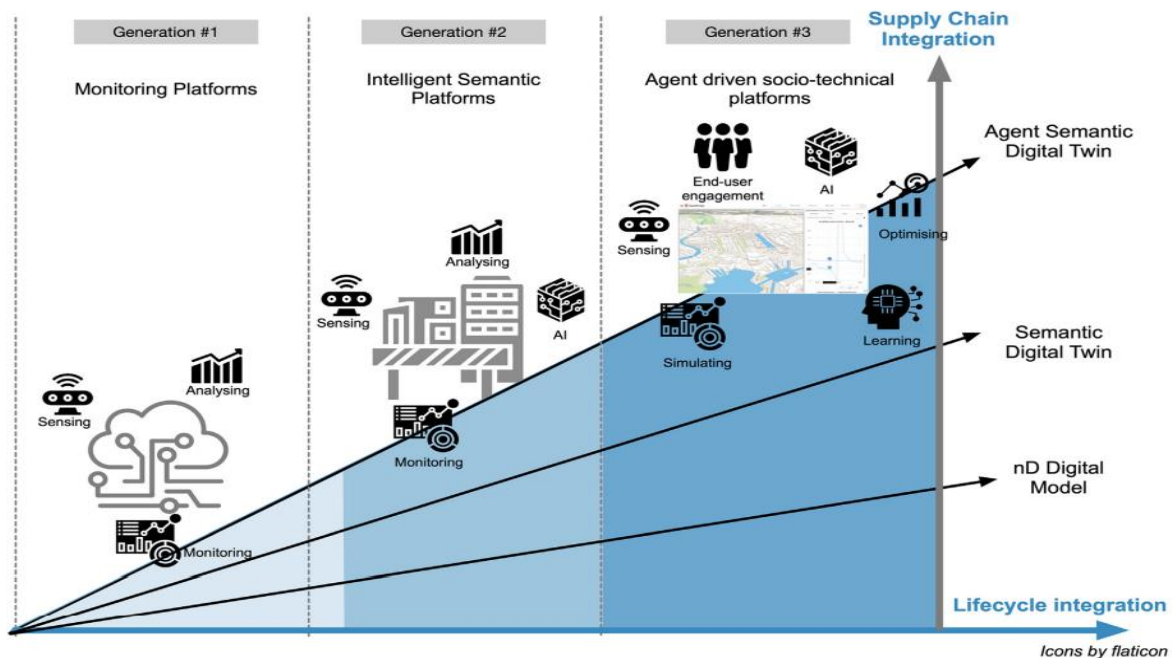 Generation #1
Generation #2
Generation #3
Supply Chain
Integration
Monitoring Platforms
Intelligent Semantic
Platforms
Agent driven socio-technical
platforms
Agent Semantic
Digital Twin
End-user
engagement
AI
Sensing
Optimising
Analysing
Sensing
AI
Simulating
Learning
Semantic
Digital Twin
Analysing
Sensing
Monitoring
nD Digital
Model
Monitoring
Lifecycle integration
Icons by flaticon